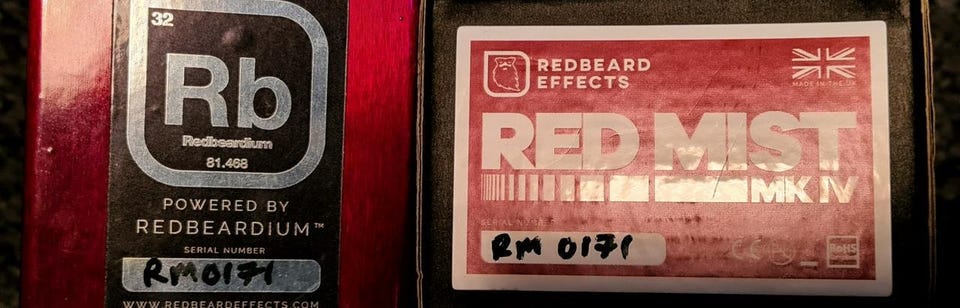 32
Rb
Redbeardium
81.468
POWERED BY
REDBEARDIUM™
SERIAL NUMBER
RM0171
WWW.REDBEARDEFFECTS.COM
REDBEARD
EFFECTS
MADE IN THE UK
RED MIST
MK IV
SERIAL NUMBER
RM 0171
CE
RoHS